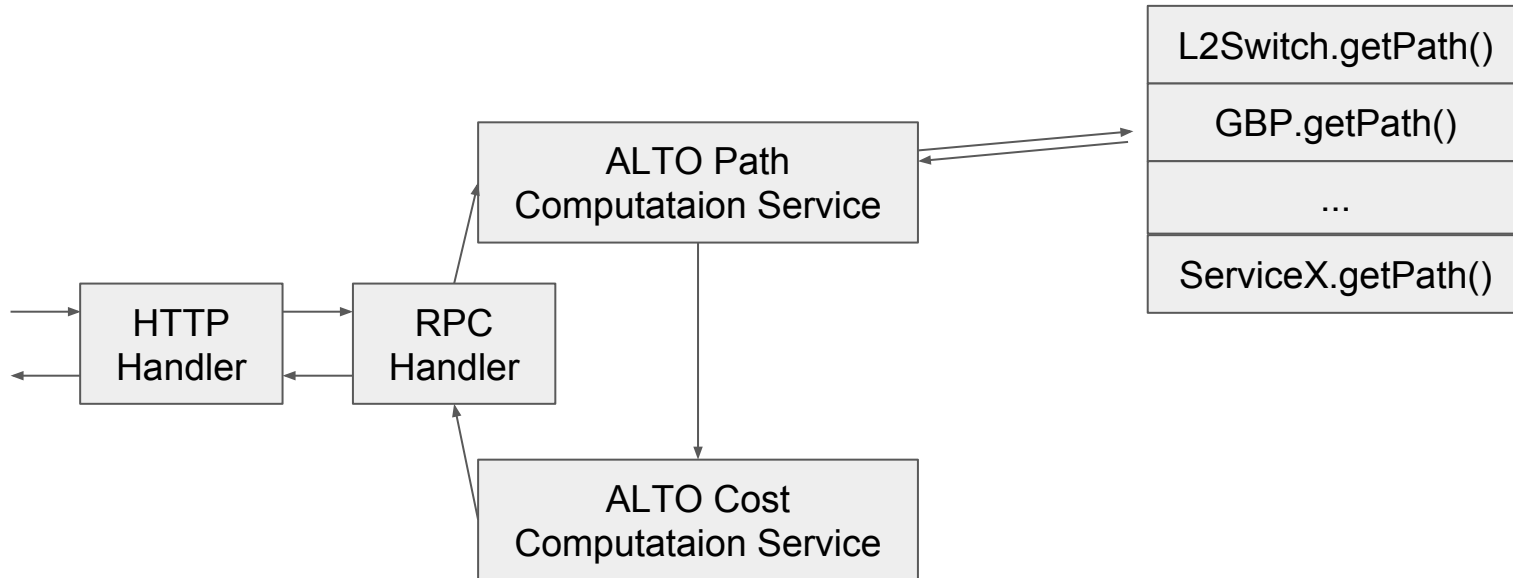 L2Switch.getPath()
GBP.getPath()
...
ServiceX.getPath()
ALTO Path
Computataion Service
HTTP
Handler
RPC
Handler
ALTO Cost
Computataion Service